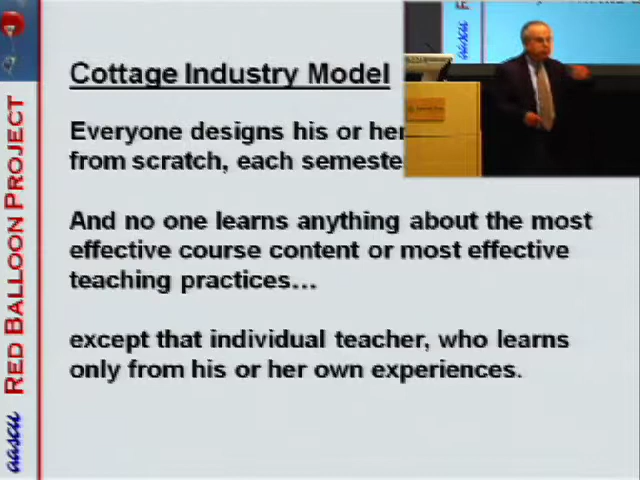 Cottage Industry Model
Everyone designs his or her
from scratch, each semeste
And no one learns anything about the most
effective course content or most effective
teaching practices…
except that individual teacher, who learns
only from his or her own experiences.
RED BALLOON PROJECT
aascu
aascu